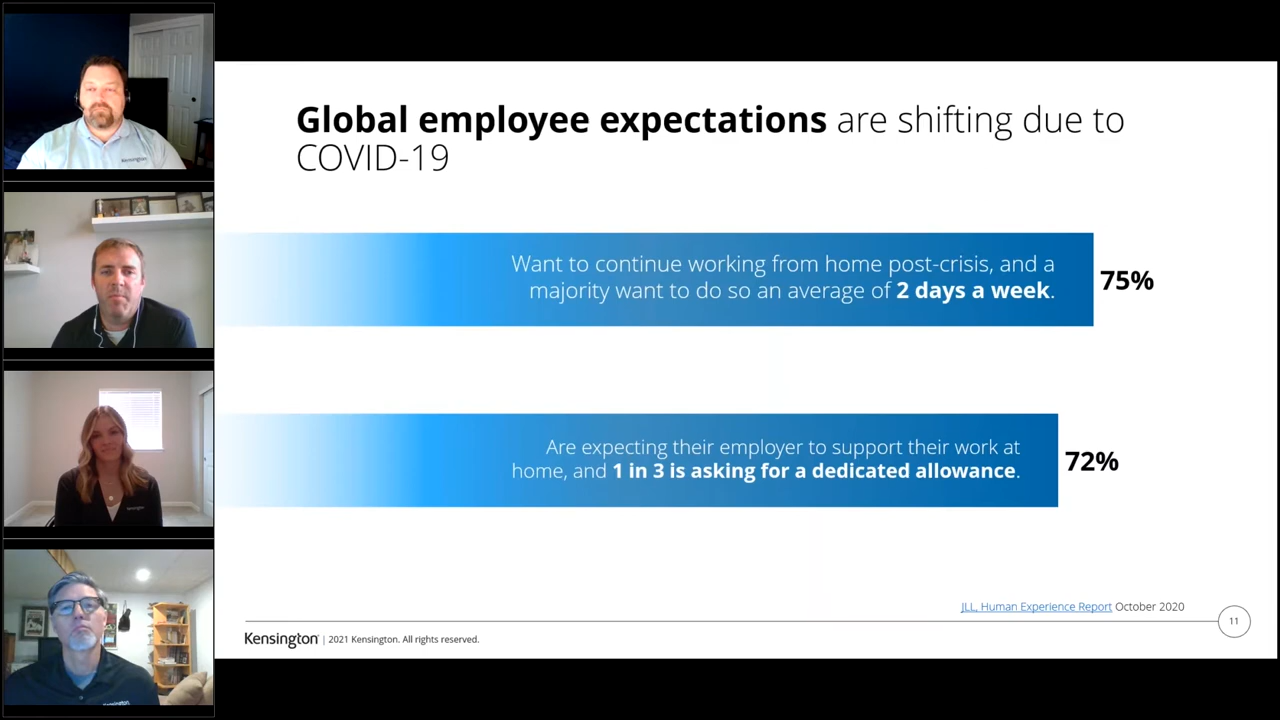 Global employee expectations are shifting due to
COVID-19
Want to continue working from home post-crisis, and a
majority want to do so an average of 2 days a week.
75%
Are expecting their employer to support their work at
home, and 1 in 3 is asking for a dedicated allowance.
72%
JLL, Human Experience Report October 2020
11
Kensington | 2021 Kensington. All rights reserved.
Kensington
Kensington
Kensington